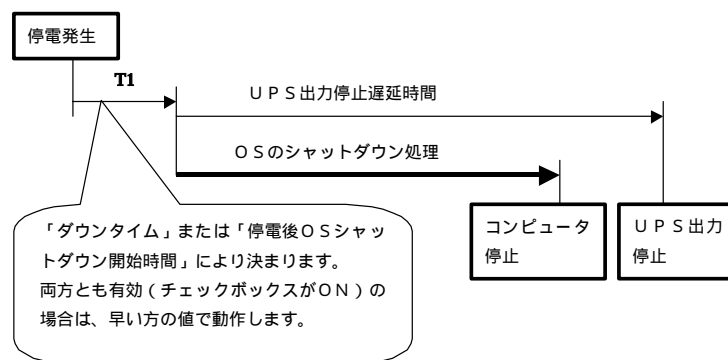 停電発生
T1
UPS出力停止遅延時間
OSのシャットダウン処理
「ダウンタイム」または「停電後OSシャッ
トダウン開始時間」により決まります。
両方とも有効(チェックボックスがON)の
場合は、早い方の値で動作します。
コンピュータ
停止
UPS出力
停止